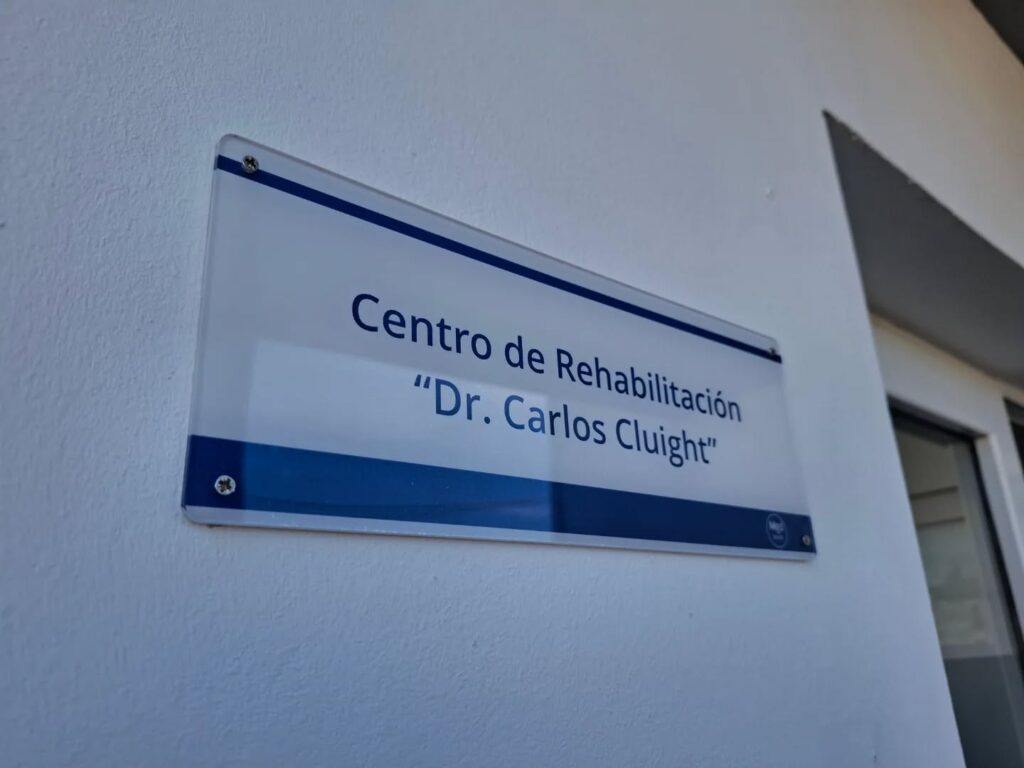 Centro de Rehabilitación
“Dr. Carlos Cluight”